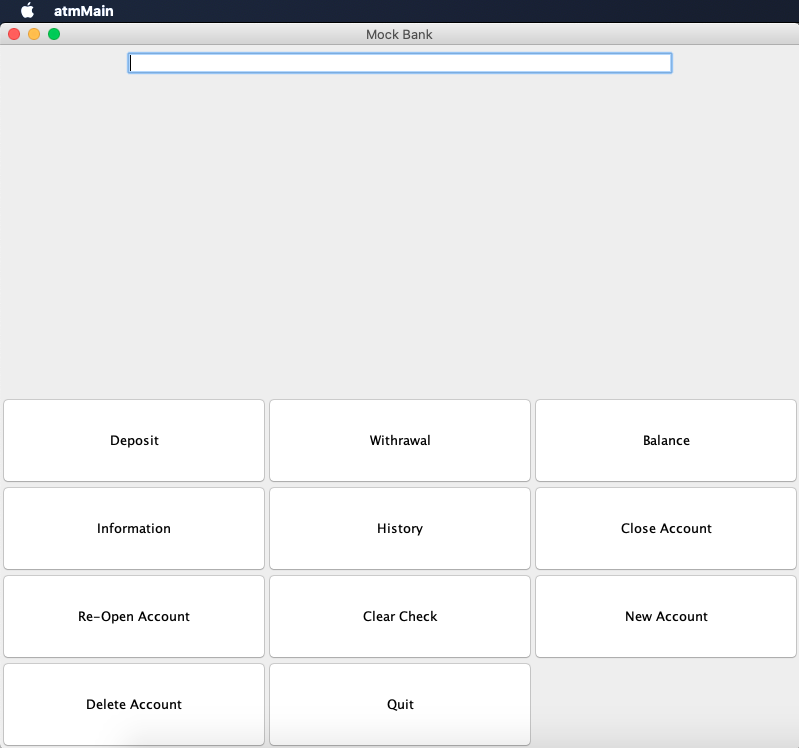 atmMain
Mock Bank
Deposit
Withrawal
Balance
Information
History
Close Account
Re-Open Account
Clear Check
New Account
Delete Account
Quit